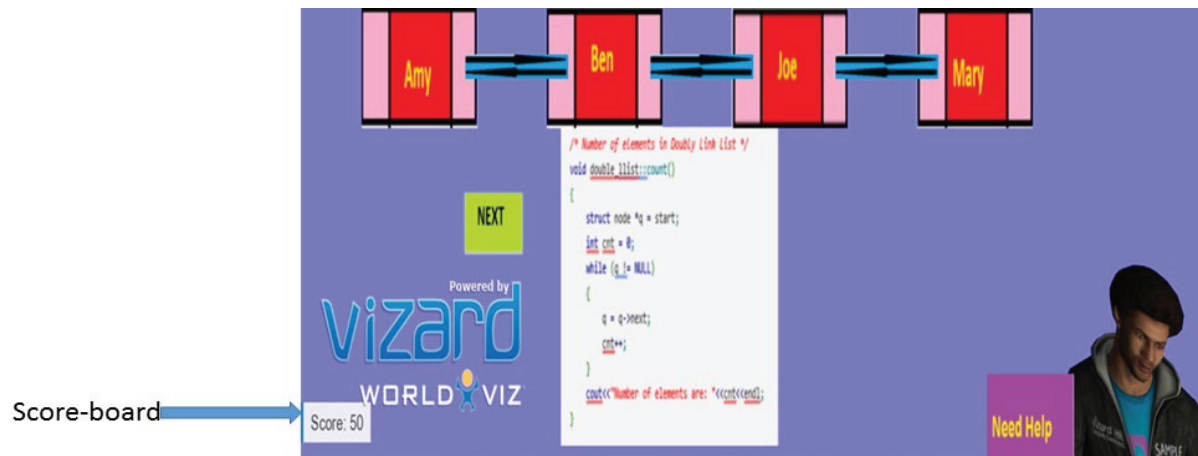 Amy
Ben
Joe
Mary
/* Number of elements in Doubly Link List */
void double_llist::count()
{
struct node *q = start;
int cnt = 0;
while (q != NULL)
{
q = q->next;
cnt++;
}
cout<<"Number of elements are: "<<cnt<<endl;
}
NEXT
Powered by
vizard
WORLD VIZ
Score-board
Score: 50
Need Help
SAMPLE